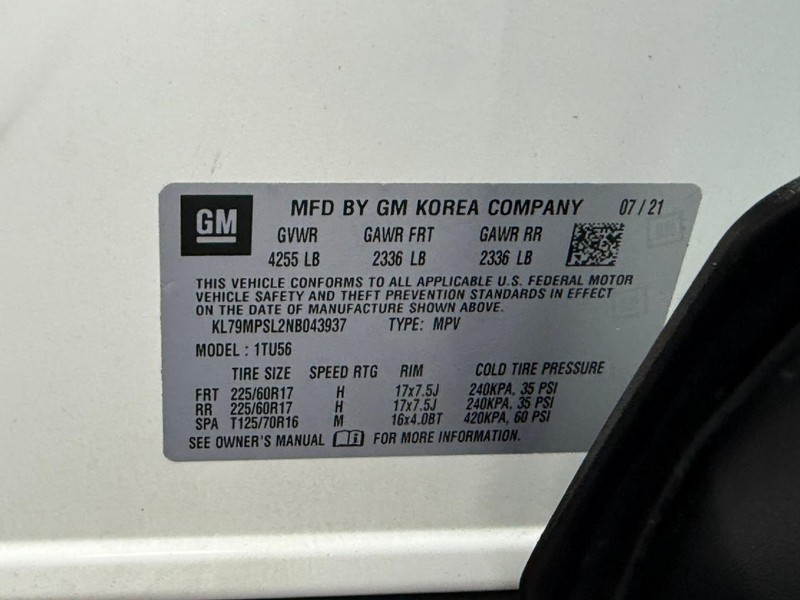 GM
MFD BY GM KOREA COMPANY 07 / 21
GVWR GAWR FRT GAWR RR
4255 LB 2336 LB 2336 LB
THIS VEHICLE CONFORMS TO ALL APPLICABLE U.S. FEDERAL MOTOR
VEHICLE SAFETY AND THEFT PREVENTION STANDARDS IN EFFECT
ON THE DATE OF MANUFACTURE SHOWN ABOVE.
KL79MPSL2NB043937 TYPE: MPV
MODEL : 1TU56
TIRE SIZE SPEED RTG RIM COLD TIRE PRESSURE
FRT 225/60R17 H 17x7.5J 240KPA, 35 PSI
RR 225/60R17 H 17x7.5J 240KPA, 35 PSI
SPA T125/70R16 M 16x4.0BT 420KPA, 60 PSI
SEE OWNER'S MANUAL FOR MORE INFORMATION.